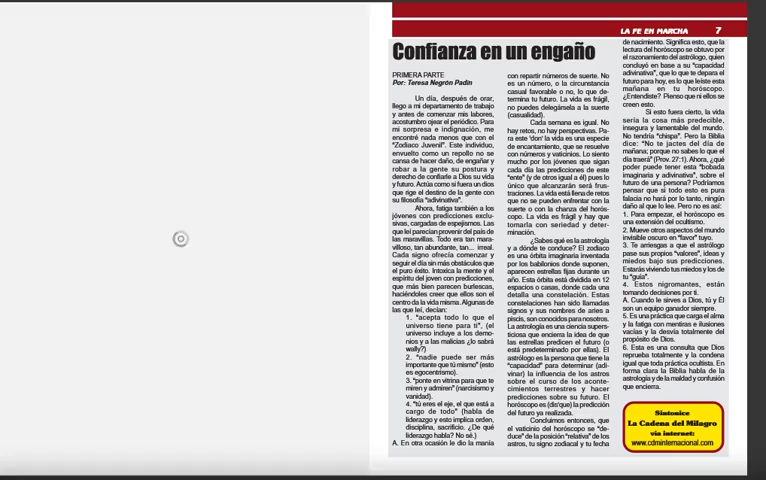 LA FE EN MARCHA 7
Confianza en un engaño
PRIMERA PARTE
Por: Teresa Negrón Padin
Un día, después de orar,
llego a mi departamento de trabajo
y antes de comenzar mis labores,
acostumbro ojear el periódico. Para
mi sorpresa e indignación, me
encontré nada menos que con el
"Zodiaco Juvenil". Este individuo,
envuelto como un repollo no se
cansa de hacer daño, de engañar y
robar a la gente su postura y
derecho de confiarle a Dios su vida
y futuro. Actúa como si fuera un dios
que rige el destino de la gente con
su filosofía "adivinativa".
Ahora, fatiga también a los
jóvenes con predicciones exclu-
sivas, cargadas de espejismos. Las
que leí parecían provenir del país de
las maravillas. Todo era tan mara-
villoso, tan abundante, tan... irreal.
Cada signo ofrecía comenzar y
seguir el día sin más obstáculos que
el puro éxito. Intoxica la mente y el
espíritu del joven con predicciones,
que más bien parecen burlescas,
haciéndoles creer que ellos son el
centro da la vida misma. Algunas de
las que leí, decían:
1. "acepta todo lo que el
universo tiene para ti", (el
universo incluye a los demo-
nios y a las malicias ¿lo sabrá
wally?)
2. "nadie puede ser más
importante que tú mismo" (esto
es egocentrismo).
3. "ponte en vitrina para que te
miren y admiren" (narcisismo y
vanidad).
4. "tú eres el eje, el que está a
cargo de todo" (habla de
liderazgo y esto implica orden,
disciplina, sacrificio. ¿De qué
liderazgo habla? No sé.)
A. En otra ocasión le dio la manía
con repartir números de suerte. No
es un número, o la circunstancia
casual favorable o no, lo que de-
termina tu futuro. La vida es frágil,
no puedes delegársela a la suerte
(casualidad).
Cada semana es igual. No
hay retos, no hay perspectivas. Pa-
ra este 'don' la vida es una especie
de encantamiento, que se resuelve
con números y vaticinios. Lo siento
mucho por los jóvenes que sigan
cada día las predicciones de este
"ente" (y de otros igual a él) pues lo
único que alcanzarán será frus-
traciones. La vida está llena de retos
que no se pueden enfrentar con la
suerte o con la chanza del horós-
copo. La vida es frágil y hay que
tomarla con seriedad y deter-
minación.
¿Sabes qué es la astrología
y a dónde te conduce? El zodiaco
es una órbita imaginaria inventada
por los babilonios donde suponen,
aparecen estrellas fijas durante un
año. Esta órbita está dividida en 12
espacios o casas, donde cada una
detalla una constelación. Estas
constelaciones han sido llamadas
signos y sus nombres de aries a
piscis, son conocidos para nosotros.
La astrología es una ciencia supers-
ticiosa que encierra la idea de que
las estrellas predicen el futuro (o
está predeterminado por ellas). El
astrólogo es la persona que tiene la
"capacidad" para determinar (adi-
vinar) la influencia de los astros
sobre el curso de los aconte-
cimientos terrestres y hacer
predicciones sobre su futuro. El
horóscopo es (dis'que) la predicción
del futuro ya realizada.
Concluimos entonces, que
el vaticinio del horóscopo se "de-
duce" de la posición "relativa" de los
astros, tu signo zodiacal y tu fecha
de nacimiento. Significa esto, que la
lectura del horóscopo se obtuvo por
el razonamiento del astrólogo, quien
concluyó en base a su "capacidad
adivinativa", que lo que te depara el
futuro para hoy, es lo que leíste esta
mañana en tu horóscopo.
¿Entendiste? Pienso que ni ellos se
creen esto.
Si esto fuera cierto, la vida
sería la cosa más predecible,
insegura y lamentable del mundo.
No tendría "chispa". Pero la Biblia
dice: "No te jactes del día de
mañana; porque no sabes lo que el
día traerá" (Prov. 27:1). Ahora, ¿qué
poder puede tener esta "bobada
imaginaria y adivinativa", sobre el
futuro de una persona? Podríamos
pensar que si todo esto es pura
falacia no hará por lo tanto, ningún
daño al que lo lee. Pero no es así:
1. Para empezar, el horóscopo es
una extensión del ocultismo.
2. Mueve otros aspectos del mundo
invisible oscuro en "favor" tuyo.
3. Te arriesgas a que el astrólogo
pase sus propios "valores", ideas y
miedos bajo sus predicciones.
Estarás viviendo tus miedos y los de
tu "guía".
4. Estos nigromantes, están
tomando decisiones por ti.
A. Cuando le sirves a Dios, tú y Él
son un equipo ganador siempre.
5. Es una práctica que carga el alma
y la fatiga con mentiras e ilusiones
vacías y la desvía totalmente del
propósito de Dios.
6. Esta es una consulta que Dios
reprueba totalmente y la condena
igual que toda práctica ocultista. En
forma clara la Biblia habla de la
astrología y de la maldad y confusión
que encierra.
Sintonice
La Cadena del Milagro
via internet:
www.cdminternacional.com